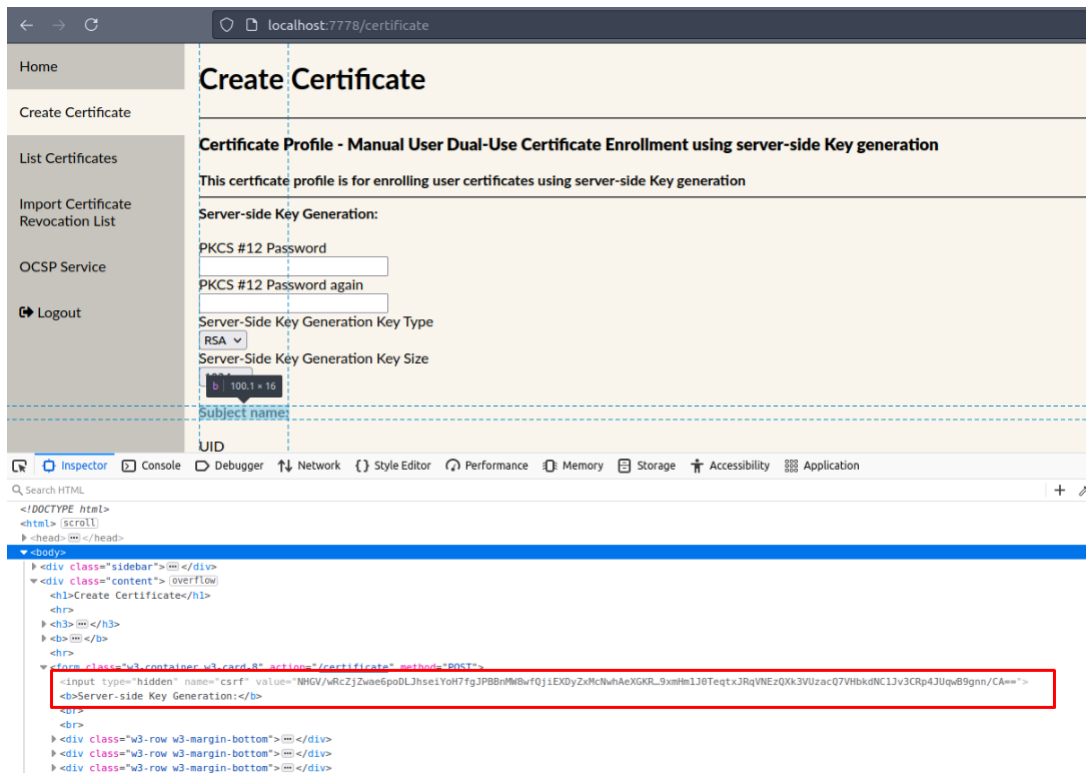 localhost:7778/certificate
Home
Create Certificate
List Certificates
Import Certificate
Revocation List
OCSP Service
Logout
Create Certificate
Certificate Profile - Manual User Dual-Use Certificate Enrollment using server-side Key generation
This certficate profile is for enrolling user certificates using server-side Key generation
Server-side Key Generation:
PKCS #12 Password
PKCS #12 Password again
Server-Side Key Generation Key Type
RSA
Server-Side Key Generation Key Size
b 100.1 × 16
Subject name:
UID
Inspector Console Debugger Network {} Style Editor Performance Memory Storage Accessibility Application
Search HTML
<!DOCTYPE html>
<html> scroll
<head> ••• </head>
<body>
<div class="sidebar"> ••• </div>
<div class="content"> overflow
<h1>Create Certificate</h1>
<hr>
<h3> ••• </h3>
<b> ••• </b>
<hr>
<form class="w3-container w3-card-8" action="/certificate" method="POST">
<input type="hidden" name="csrf" value="NHGV/wRcZjZwae6poDLJhseiYoH7fgJPBBnMW8wfQjiEXDyZxMcNwhAeXGKR…9xmHm1J0TeqtxJRqVNEzQXk3VUzacQ7VHbkdNC1Jv3CRp4JUqwB9gnn/CA==">
<b>Server-side Key Generation:</b>
<br>
<br>
<div class="w3-row w3-margin-bottom"> ••• </div>
<div class="w3-row w3-margin-bottom"> ••• </div>
<div class="w3-row w3-margin-bottom"> ••• </div>